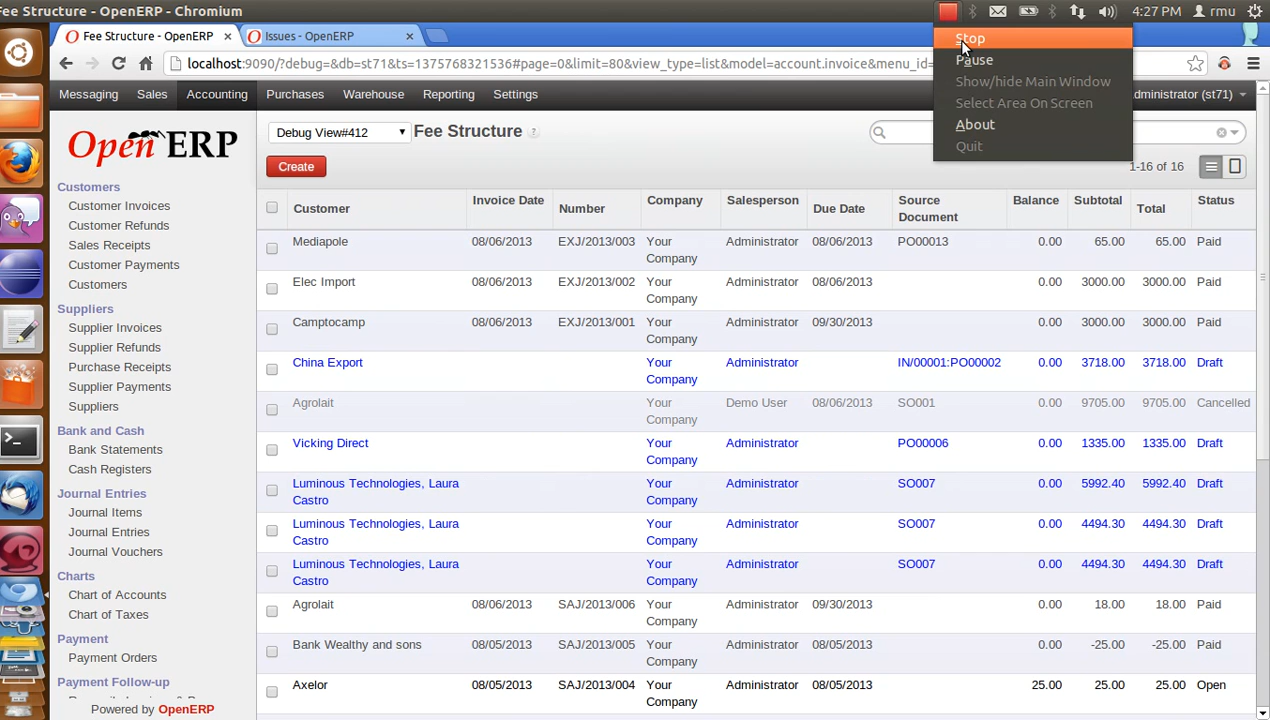 Fee Structure - OpenERP - Chromium
4:27 PM rmu
Fee Structure - OpenERP
Issues - OpenERP
localhost:9090/?debug=&db=st71&ts=1375768321536#page=0&limit=80&view_type=list&model=account.invoice&menu_id=
Stop
Pause
Show/hide Main Window
Select Area On Screen
About
Quit
Messaging Sales Accounting Purchases Warehouse Reporting Settings
dministrator (st71)
Open ERP
Debug View#412 Fee Structure ?
Create
1-16 of 16
Customers
Customer Invoices
Customer Refunds
Sales Receipts
Customer Payments
Customers
Suppliers
Supplier Invoices
Supplier Refunds
Purchase Receipts
Supplier Payments
Suppliers
Bank and Cash
Bank Statements
Cash Registers
Journal Entries
Journal Items
Journal Entries
Journal Vouchers
Charts
Chart of Accounts
Chart of Taxes
Payment
Payment Orders
Payment Follow-up
Powered by OpenERP
Customer Invoice Date Number Company Salesperson Due Date Source Document Balance Subtotal Total Status
Mediapole 08/06/2013 EXJ/2013/003 Your Company Administrator 08/06/2013 PO00013 0.00 65.00 65.00 Paid
Elec Import 08/06/2013 EXJ/2013/002 Your Company Administrator 08/06/2013 0.00 3000.00 3000.00 Paid
Camptocamp 08/06/2013 EXJ/2013/001 Your Company Administrator 09/30/2013 0.00 3000.00 3000.00 Paid
China Export Your Company Administrator IN/00001:PO00002 0.00 3718.00 3718.00 Draft
Agrolait Your Company Demo User 08/06/2013 SO001 0.00 9705.00 9705.00 Cancelled
Vicking Direct Your Company Administrator PO00006 0.00 1335.00 1335.00 Draft
Luminous Technologies, Laura Castro Your Company Administrator SO007 0.00 5992.40 5992.40 Draft
Luminous Technologies, Laura Castro Your Company Administrator SO007 0.00 4494.30 4494.30 Draft
Luminous Technologies, Laura Castro Your Company Administrator SO007 0.00 4494.30 4494.30 Draft
Agrolait 08/06/2013 SAJ/2013/006 Your Company Administrator 09/30/2013 0.00 18.00 18.00 Paid
Bank Wealthy and sons 08/05/2013 SAJ/2013/005 Your Company Administrator 08/05/2013 0.00 -25.00 -25.00 Paid
Axelor 08/05/2013 SAJ/2013/004 Your Company Administrator 08/05/2013 25.00 25.00 25.00 Open